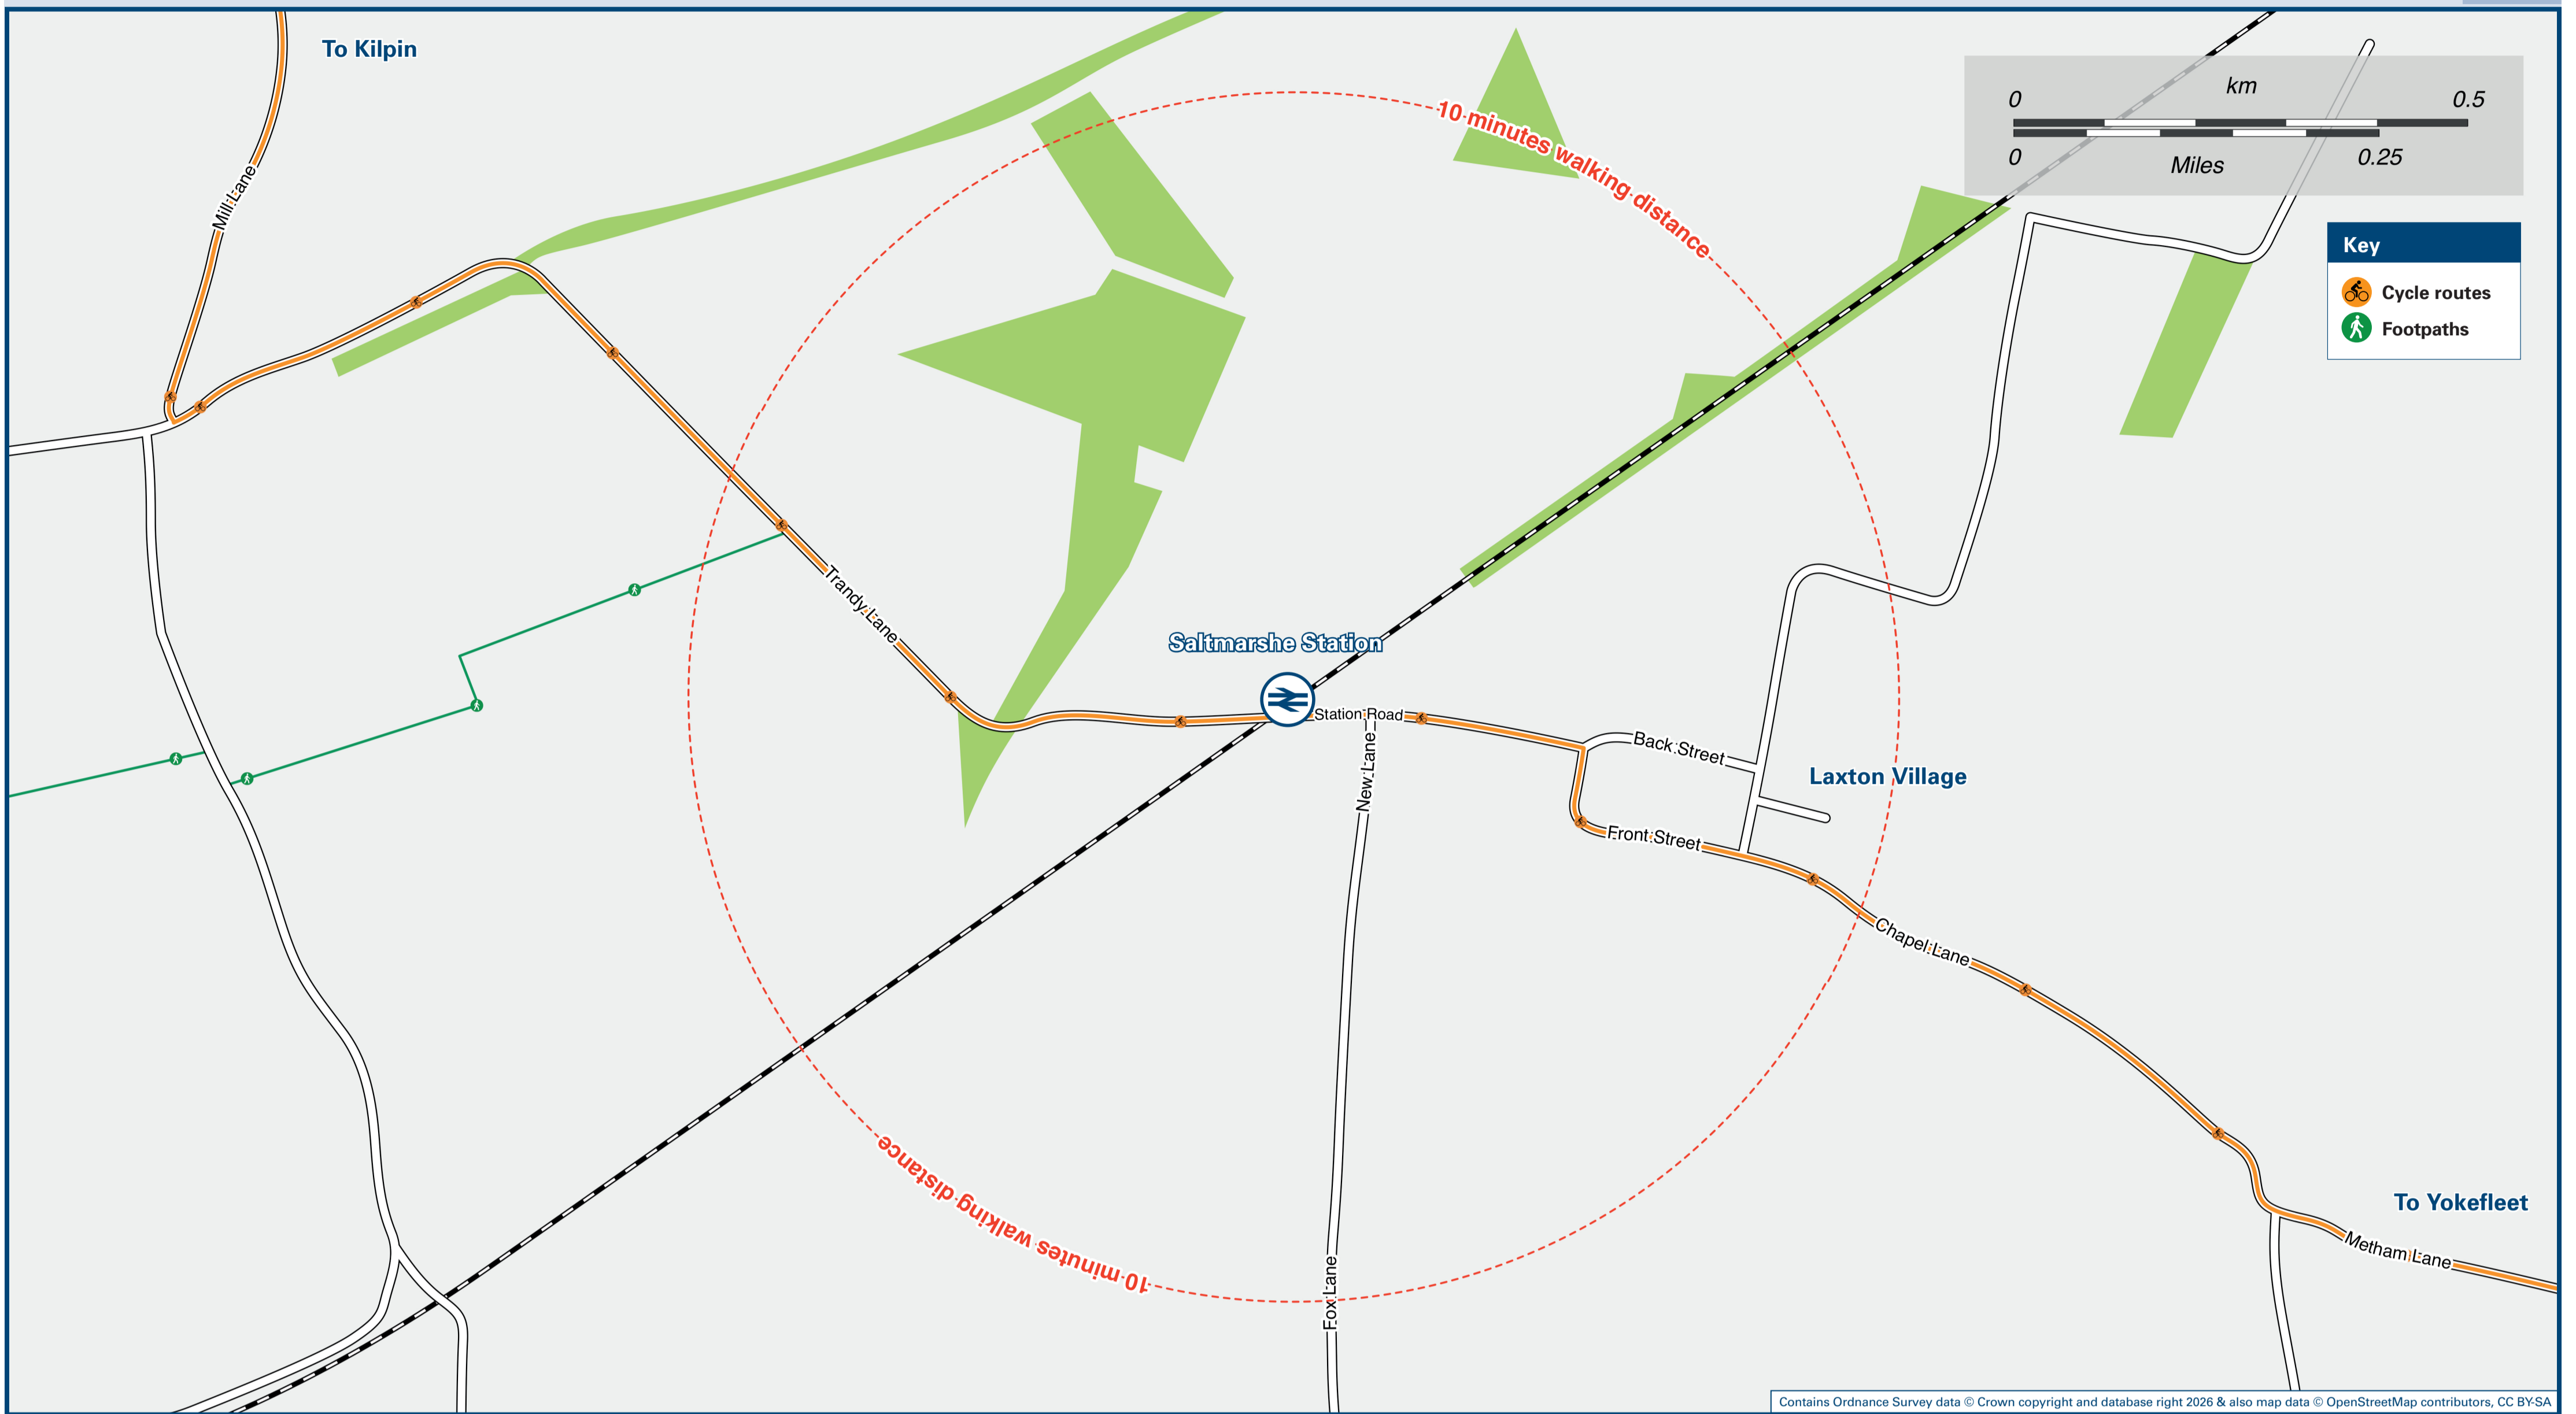 To Kilpin
Mill Lane
10 minutes walking distance
km
0
0.5
0
Miles
0.25
Key
Cycle routes
Footpaths
Trandy Lane
Saltmarshe Station
Station Road
New Lane
Back Street
Laxton Village
Front Street
Chapel Lane
10 minutes walking distance
Fox Lane
To Yokefleet
Metham Lane
Contains Ordnance Survey data © Crown copyright and database right 2026 & also map data © OpenStreetMap contributors, CC BY-SA